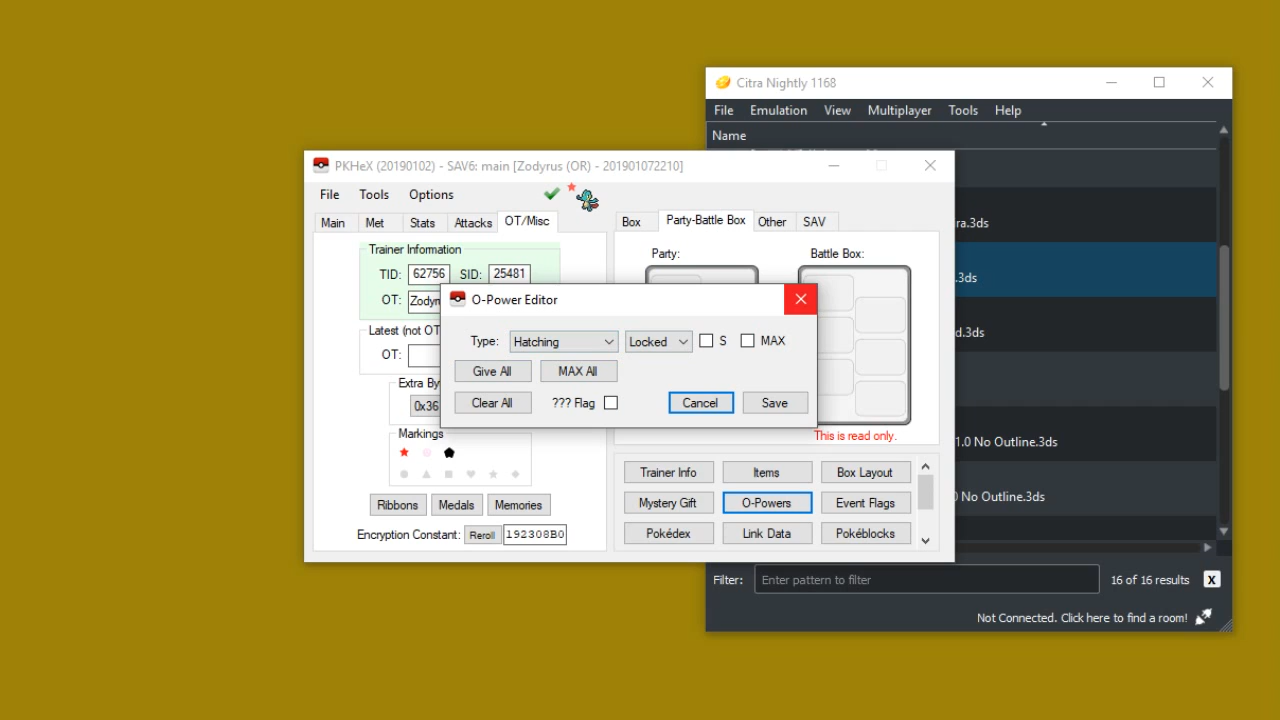 Citra Nightly 1168
File Emulation View Multiplayer Tools Help
Name
ra.3ds
.3ds
d.3ds
1.0 No Outline.3ds
No Outline.3ds
Filter: Enter pattern to filter 16 of 16 results X
Not Connected. Click here to find a room!
PKHeX (20190102) - SAV6: main [Zodyrus (OR) - 201901072210]
File Tools Options
Main Met Stats Attacks OT/Misc
Trainer Information
TID: 62756 SID: 25481
OT: Zodyr
Latest (not OT
OT:
Extra By
0x36
Markings
Ribbons Medals Memories
Encryption Constant: Reroll 192308B0
Box Party-Battle Box Other SAV
Party: Battle Box:
This is read only.
Trainer Info Items Box Layout
Mystery Gift O-Powers Event Flags
Pokédex Link Data Pokéblocks
O-Power Editor
Type: Hatching Locked S MAX
Give All MAX All
Clear All ??? Flag Cancel Save